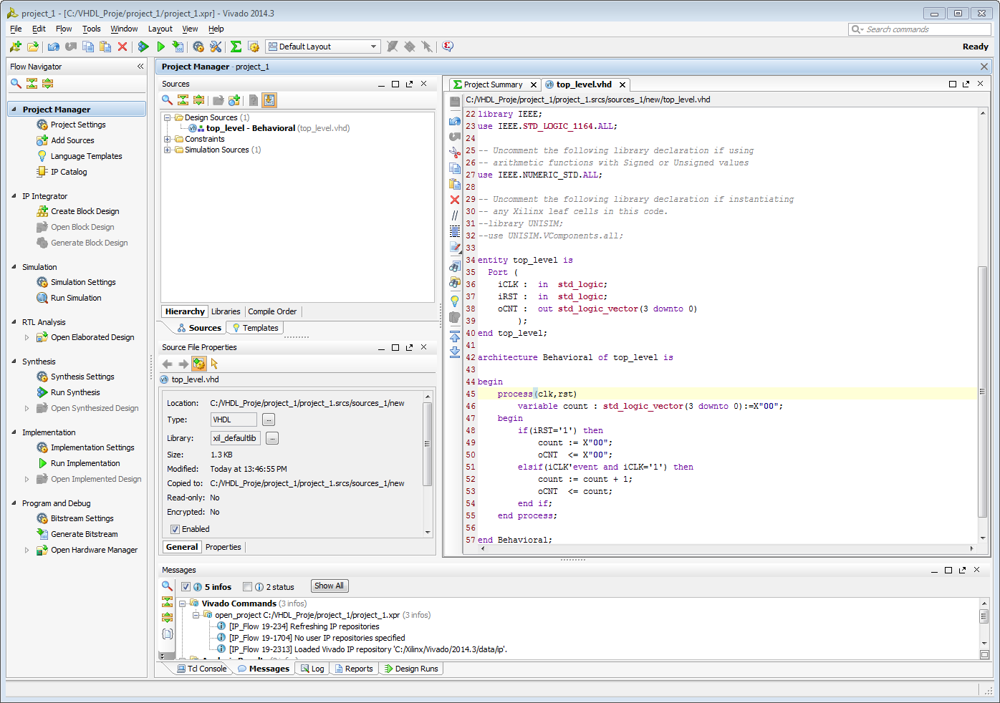 project_1 - [C:/VHDL_Proje/project_1/project_1.xpr] - Vivado 2014.3
File Edit Flow Tools Window Layout View Help
Search commands
Default Layout
Ready
Flow Navigator
Project Manager
Project Settings
Add Sources
Language Templates
IP Catalog
IP Integrator
Create Block Design
Open Block Design
Generate Block Design
Simulation
Simulation Settings
Run Simulation
RTL Analysis
Open Elaborated Design
Synthesis
Synthesis Settings
Run Synthesis
Open Synthesized Design
Implementation
Implementation Settings
Run Implementation
Open Implemented Design
Program and Debug
Bitstream Settings
Generate Bitstream
Open Hardware Manager
Project Manager - project_1
Sources
Design Sources (1)
top_level - Behavioral (top_level.vhd)
Constraints
Simulation Sources (1)
Hierarchy Libraries Compile Order
Sources Templates
Source File Properties
top_level.vhd
Location: C:/VHDL_Proje/project_1/project_1.srcs/sources_1/new
Type: VHDL ...
Library: xil_defaultlib ...
Size: 1.3 KB
Modified: Today at 13:46:55 PM
Copied to: C:/VHDL_Proje/project_1/project_1.srcs/sources_1/new
Read-only: No
Encrypted: No
Enabled
General Properties
Project Summary top_level.vhd
C:/VHDL_Proje/project_1/project_1.srcs/sources_1/new/top_level.vhd
22 library IEEE;
23 use IEEE.STD_LOGIC_1164.ALL;
24
25 -- Uncomment the following library declaration if using
26 -- arithmetic functions with Signed or Unsigned values
27 use IEEE.NUMERIC_STD.ALL;
28
29 -- Uncomment the following library declaration if instantiating
30 -- any Xilinx leaf cells in this code.
31 --library UNISIM;
32 --use UNISIM.VComponents.all;
33
34 entity top_level is
35 Port (
36 iCLK : in std_logic;
37 iRST : in std_logic;
38 oCNT : out std_logic_vector(3 downto 0)
39 );
40 end top_level;
41
42 architecture Behavioral of top_level is
43
44 begin
45 process(clk,rst)
46 variable count : std_logic_vector(3 downto 0):=X"00";
47 begin
48 if(iRST='1') then
49 count := X"00";
50 oCNT <= X"00";
51 elsif(iCLK'event and iCLK='1') then
52 count := count + 1;
53 oCNT <= count;
54 end if;
55 end process;
56
57 end Behavioral;
Messages
5 infos 2 status Show All
Vivado Commands (3 infos)
open_project C:/VHDL_Proje/project_1/project_1.xpr (3 infos)
[IP_Flow 19-234] Refreshing IP repositories
[IP_Flow 19-1704] No user IP repositories specified
[IP_Flow 19-2313] Loaded Vivado IP repository 'C:/Xilinx/Vivado/2014.3/data/ip'.
Tcl Console Messages Log Reports Design Runs